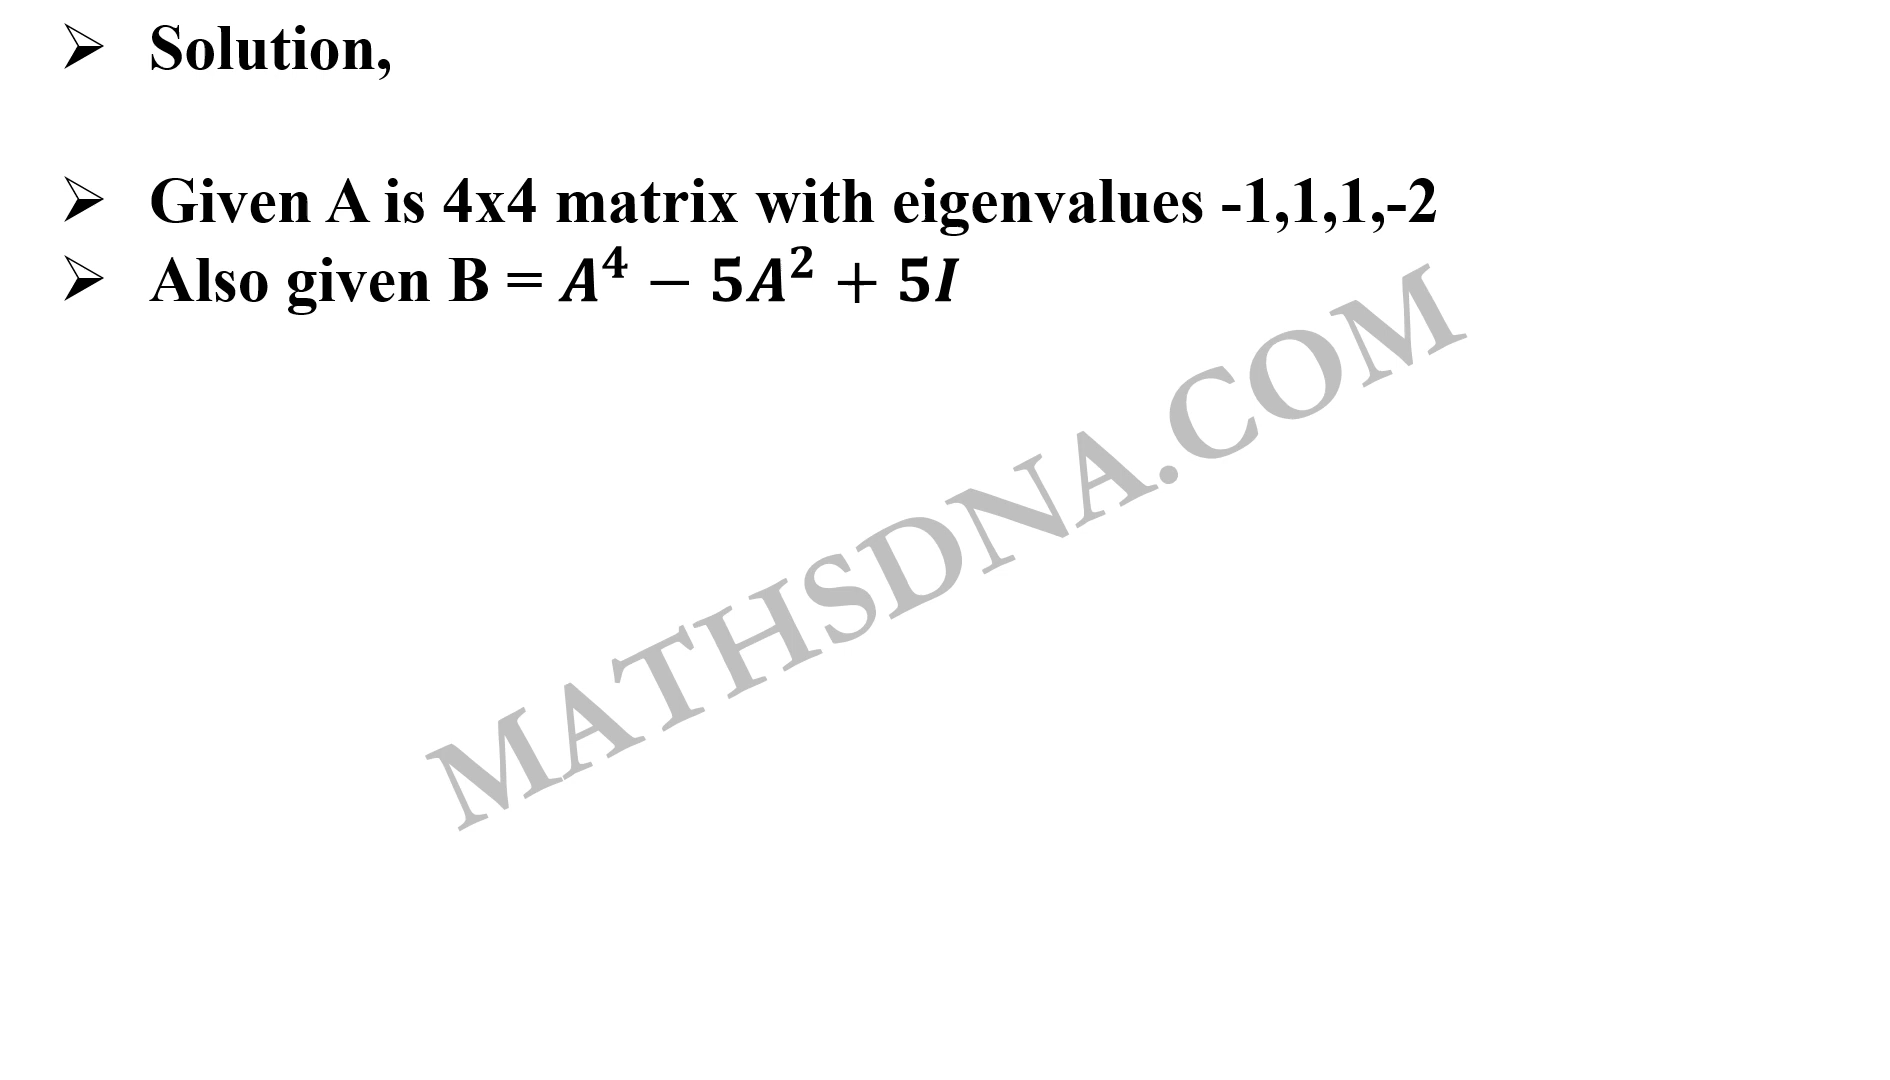 ➢ Solution,
➢ Given A is 4x4 matrix with eigenvalues -1,1,1,-2
➢ Also given B = 𝑨⁴ − 𝟓𝑨² + 𝟓𝑰
MATHSDNA.COM